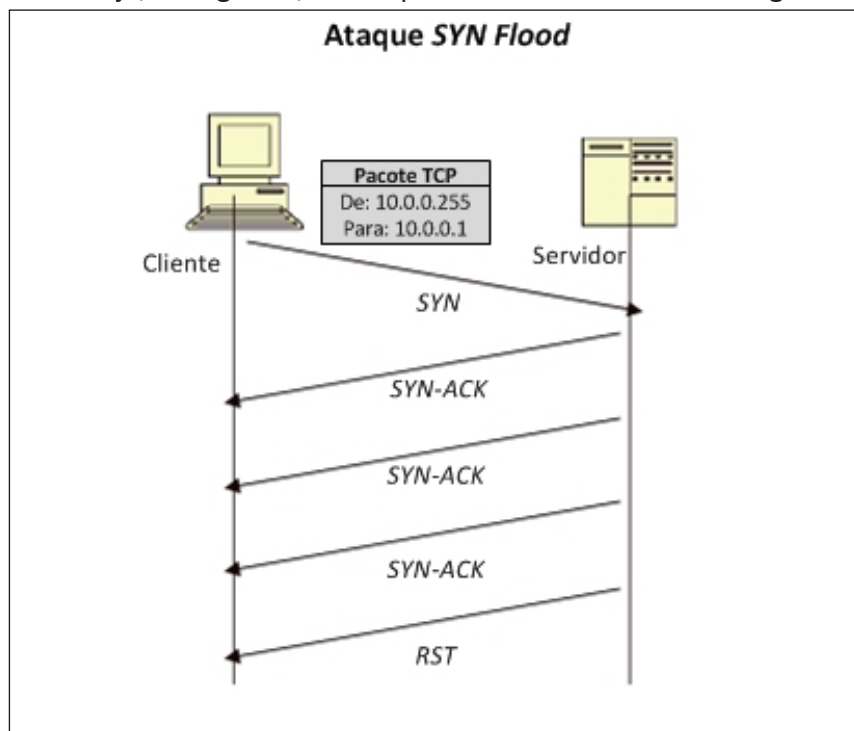 Ataque SYN Flood
Pacote TCP
De: 10.0.0.255
Para: 10.0.0.1
Cliente
Servidor
SYN
SYN-ACK
SYN-ACK
SYN-ACK
RST